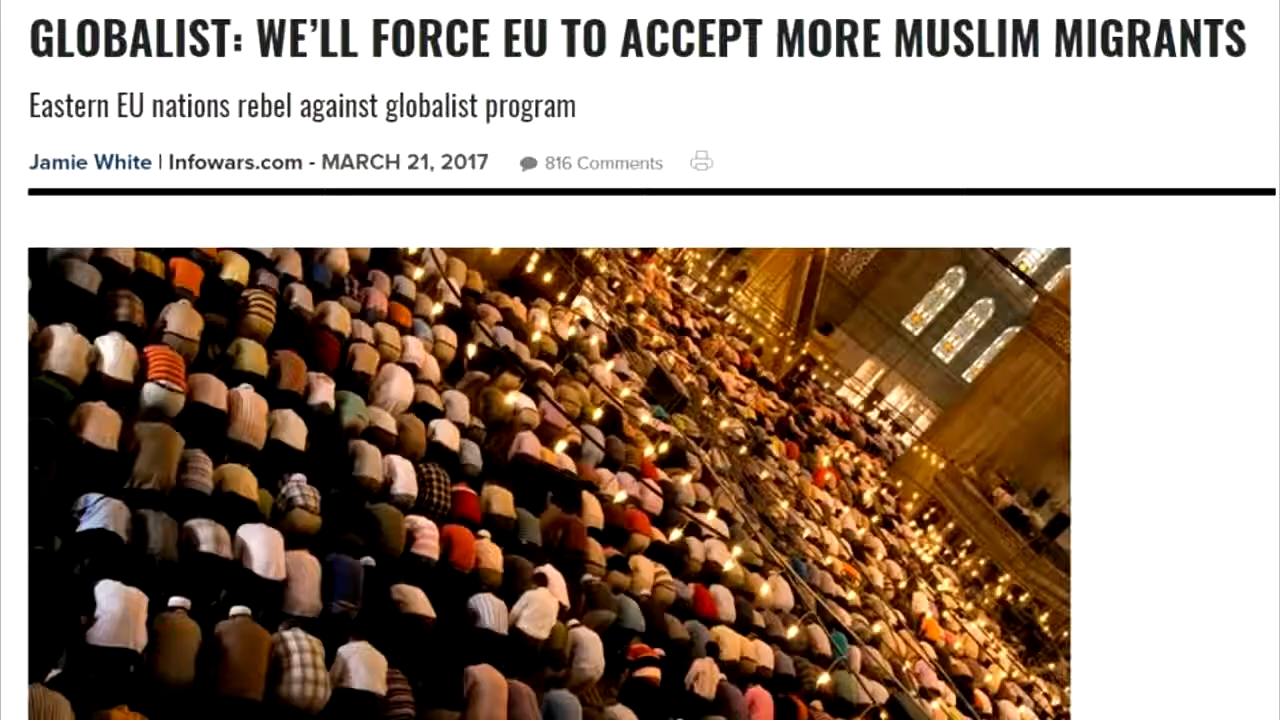 GLOBALIST: WE’LL FORCE EU TO ACCEPT MORE MUSLIM MIGRANTS
Eastern EU nations rebel against globalist program
Jamie White | Infowars.com - MARCH 21, 2017 816 Comments